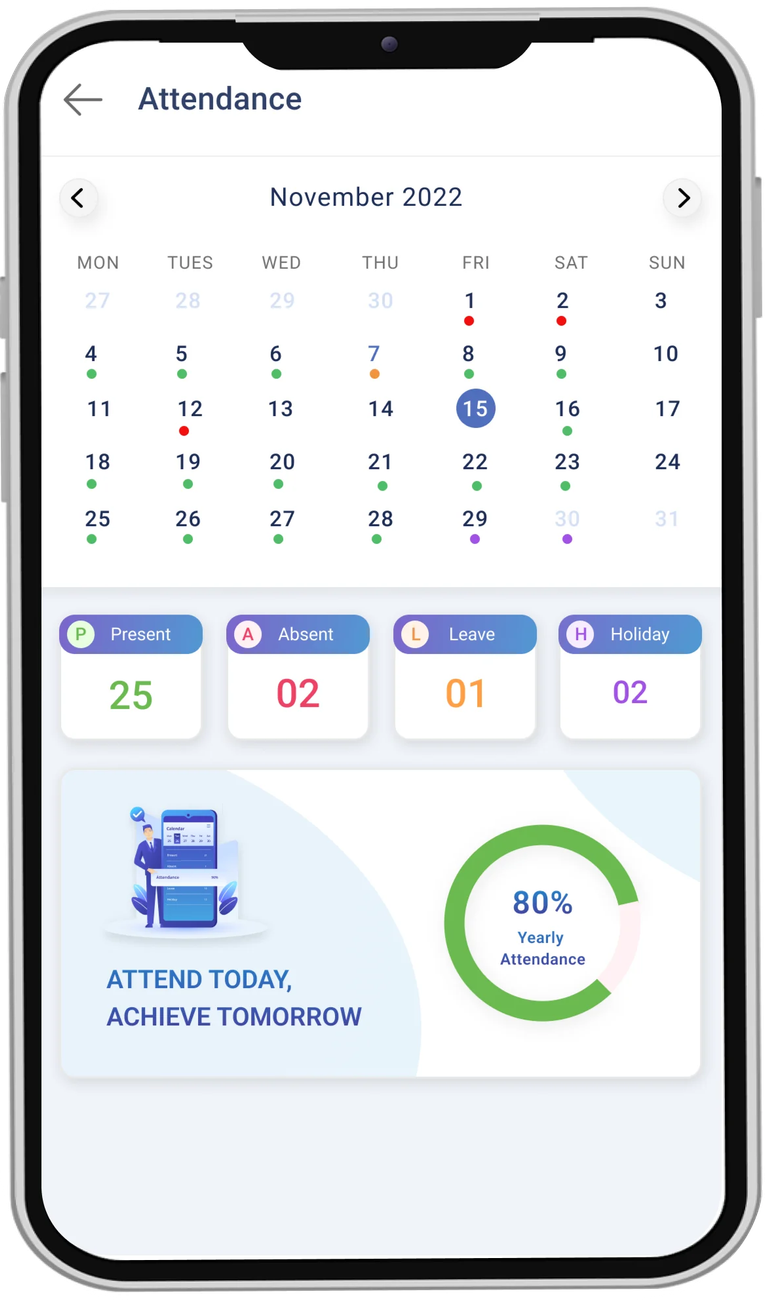 Attendance
November 2022
MON TUES WED THU FRI SAT SUN
27 28 29 30 1 2 3
4 5 6 7 8 9 10
11 12 13 14 15 16 17
18 19 20 21 22 23 24
25 26 27 28 29 30 31
P Present A Absent L Leave H Holiday
25 02 01 02
Calendar
Attendance
80%
Yearly
Attendance
ATTEND TODAY,
ACHIEVE TOMORROW